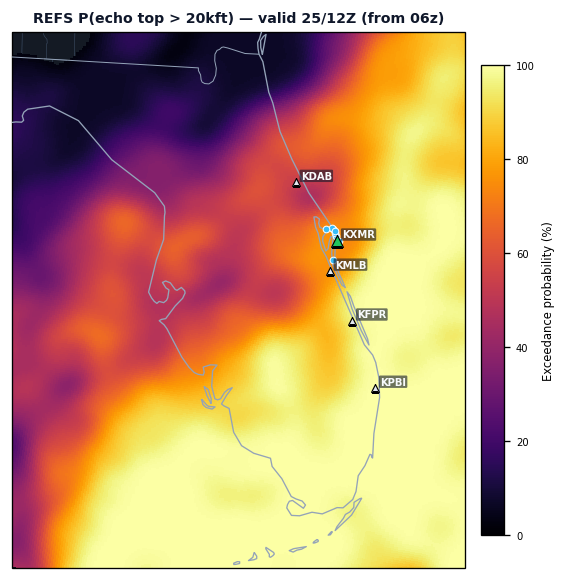 REFS P(echo top > 20kft) — valid 25/12Z (from 06z)
KDAB
KXMR
KMLB
KFPR
KPBI
100
80
60
40
20
0
Exceedance probability (%)